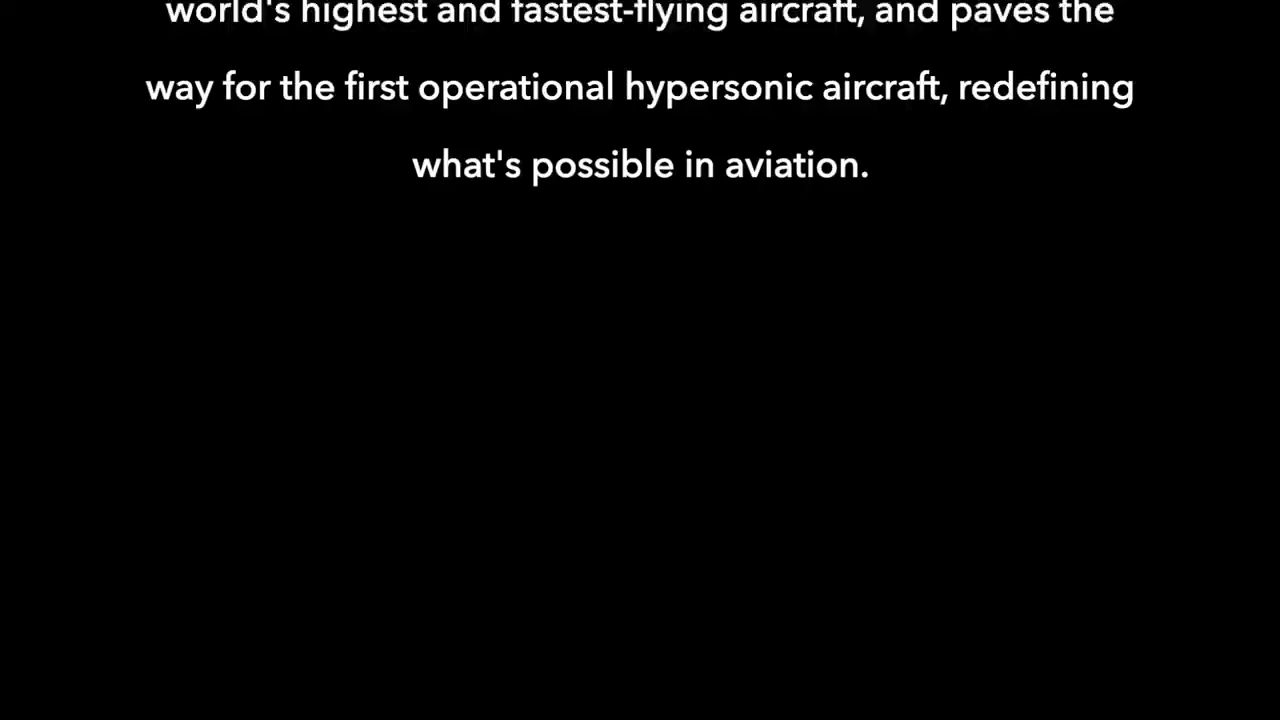 world's highest and fastest-flying aircraft, and paves the
way for the first operational hypersonic aircraft, redefining
what's possible in aviation.